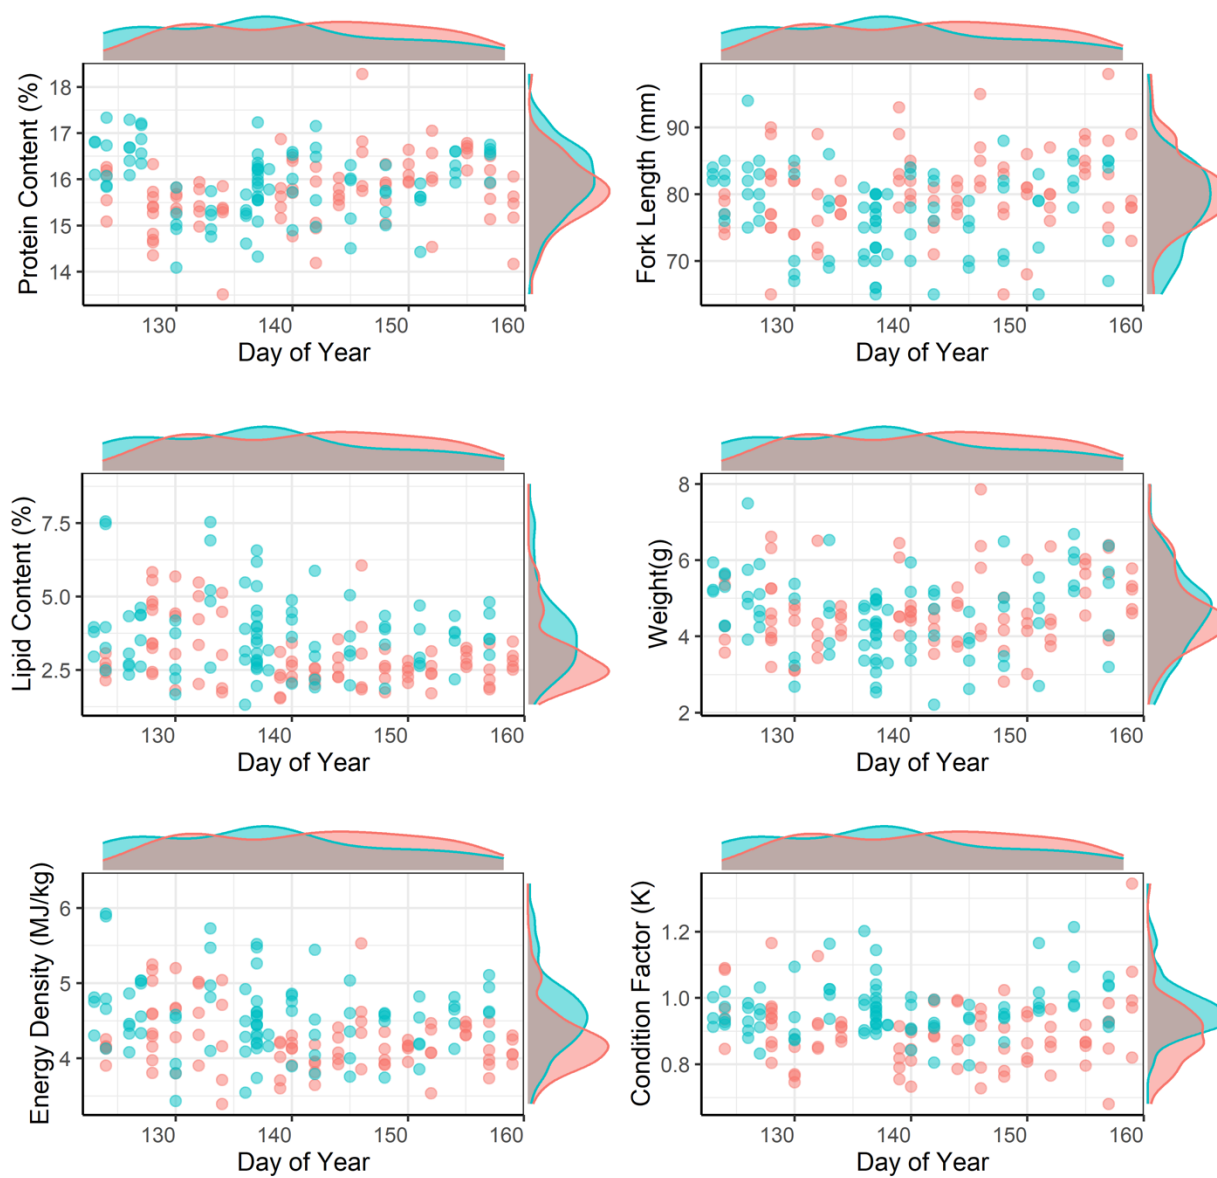 Protein Content (%)
18
17
16
15
14
130 140 150 160
Day of Year
Fork Length (mm)
90
80
70
130 140 150 160
Day of Year
Lipid Content (%)
7.5
5.0
2.5
130 140 150 160
Day of Year
Weight(g)
8
6
4
2
130 140 150 160
Day of Year
Energy Density (MJ/kg)
6
5
4
130 140 150 160
Day of Year
Condition Factor (K)
1.2
1.0
0.8
130 140 150 160
Day of Year